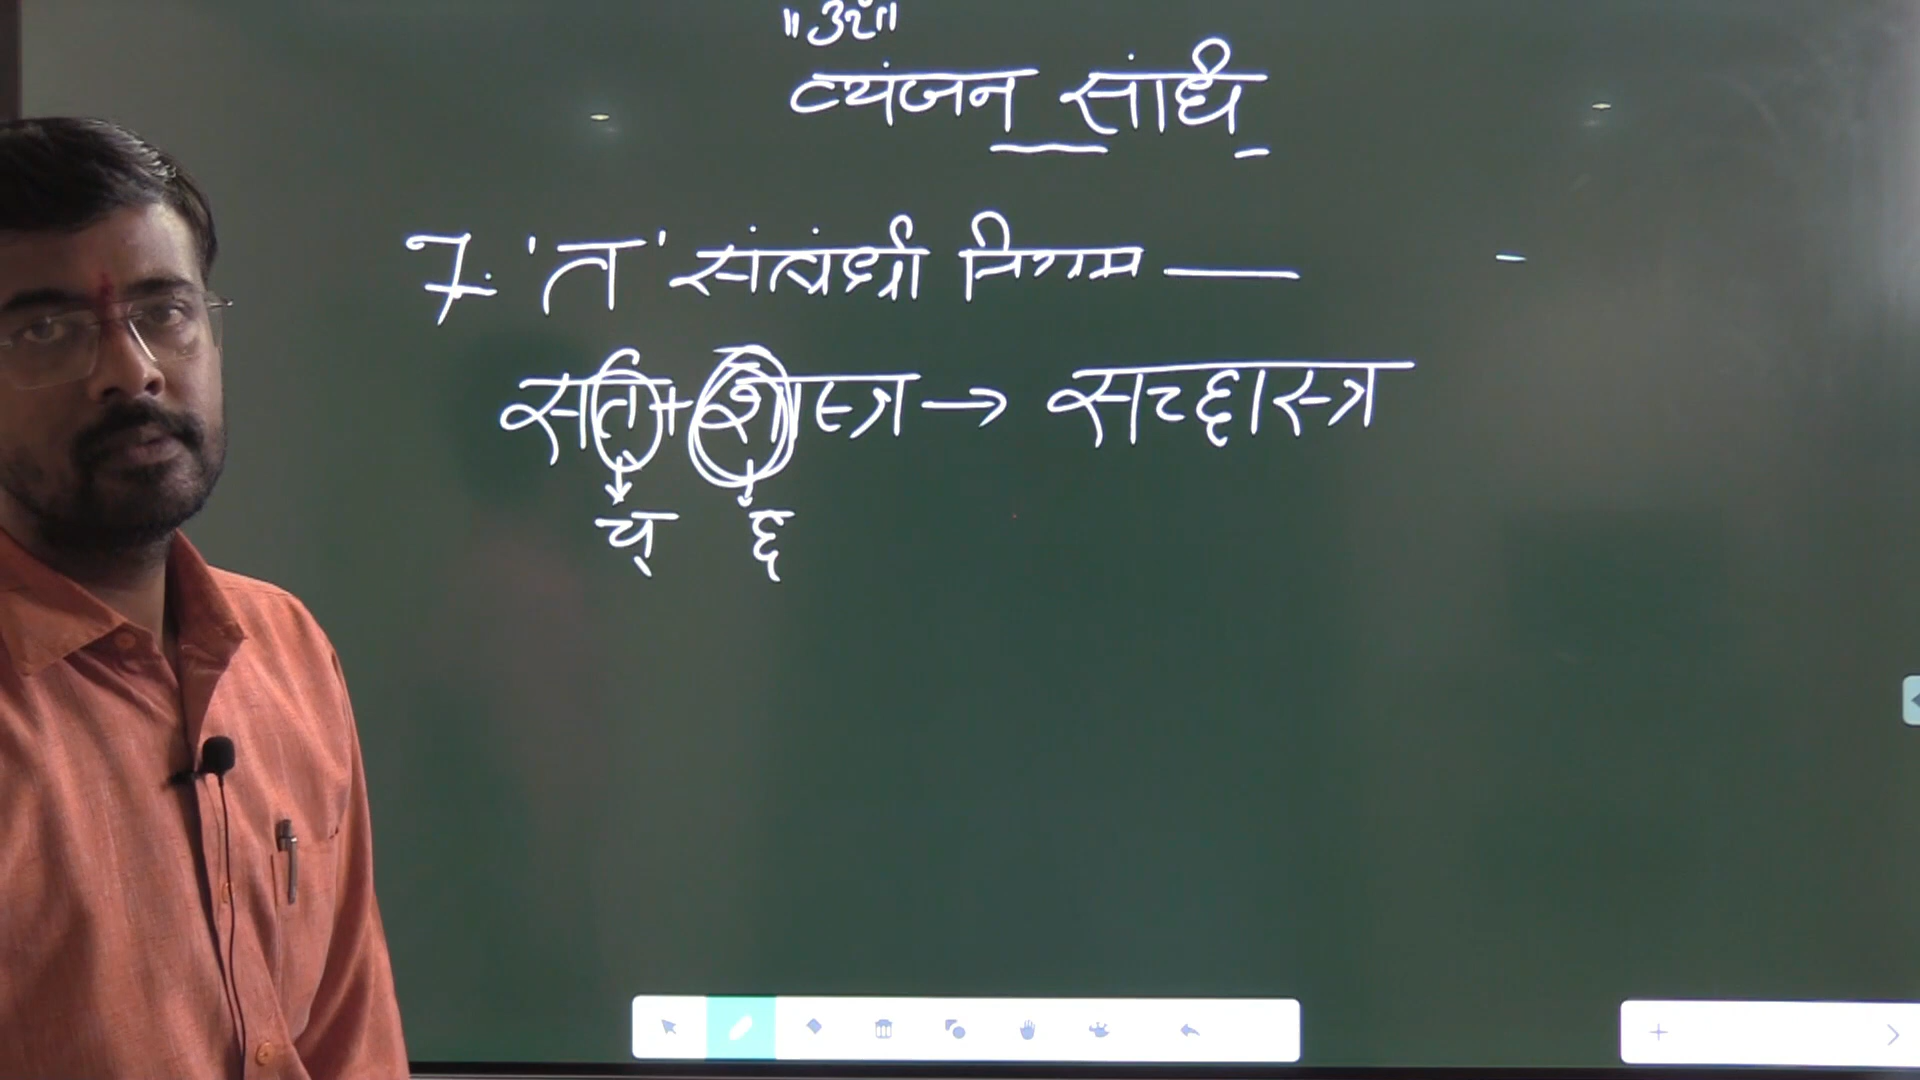 ॥ॐ॥
व्यंजन संधि
7. 'त' संबंधी नियम —
सत् + शास्त्र → सच्छास्त्र
च् छ